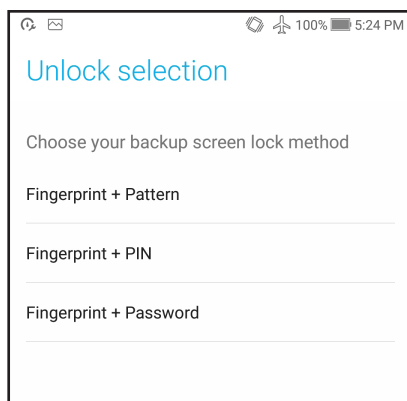 100% 5:24 PM
Unlock selection
Choose your backup screen lock method
Fingerprint + Pattern
Fingerprint + PIN
Fingerprint + Password